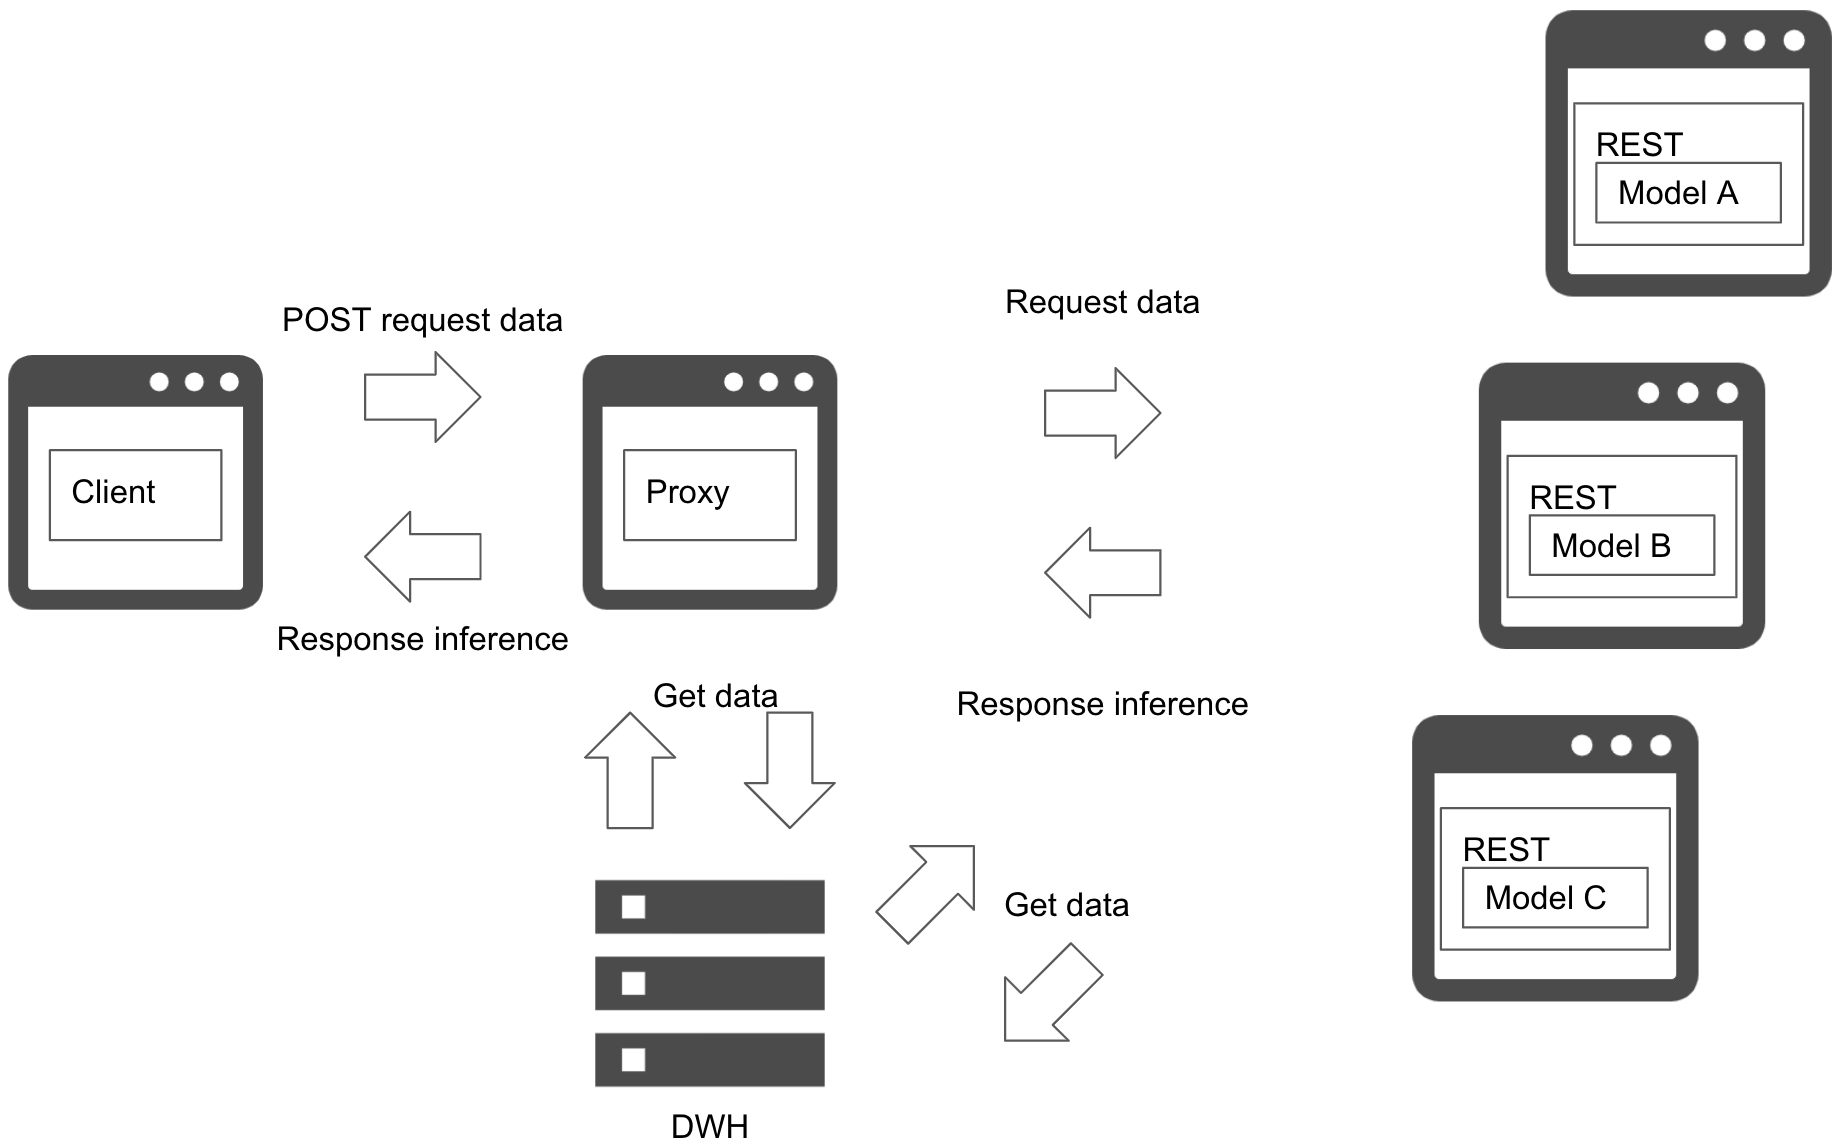 REST
Model A
POST request data
Request data
Client
Proxy
REST
Model B
Response inference
Get data
Response inference
REST
Model C
Get data
DWH